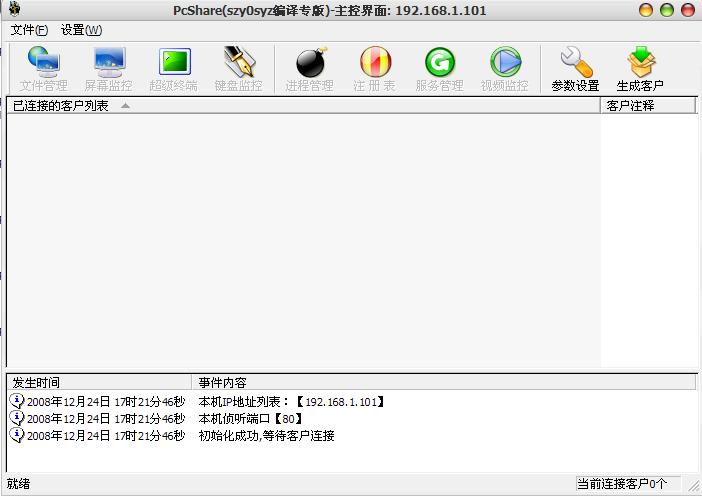 PcShare(szy0syz编译专版)-主控界面: 192.168.1.101
文件(F) 设置(W)
文件管理 屏幕监控 超级终端 键盘监控 进程管理 注册表 服务管理 视频监控 参数设置 生成客户
已连接的客户列表 客户注释
发生时间 事件内容
2008年12月24日 17时21分46秒 本机IP地址列表：【192.168.1.101】
2008年12月24日 17时21分46秒 本机侦听端口【80】
2008年12月24日 17时21分46秒 初始化成功,等待客户连接
就绪 当前连接客户0个